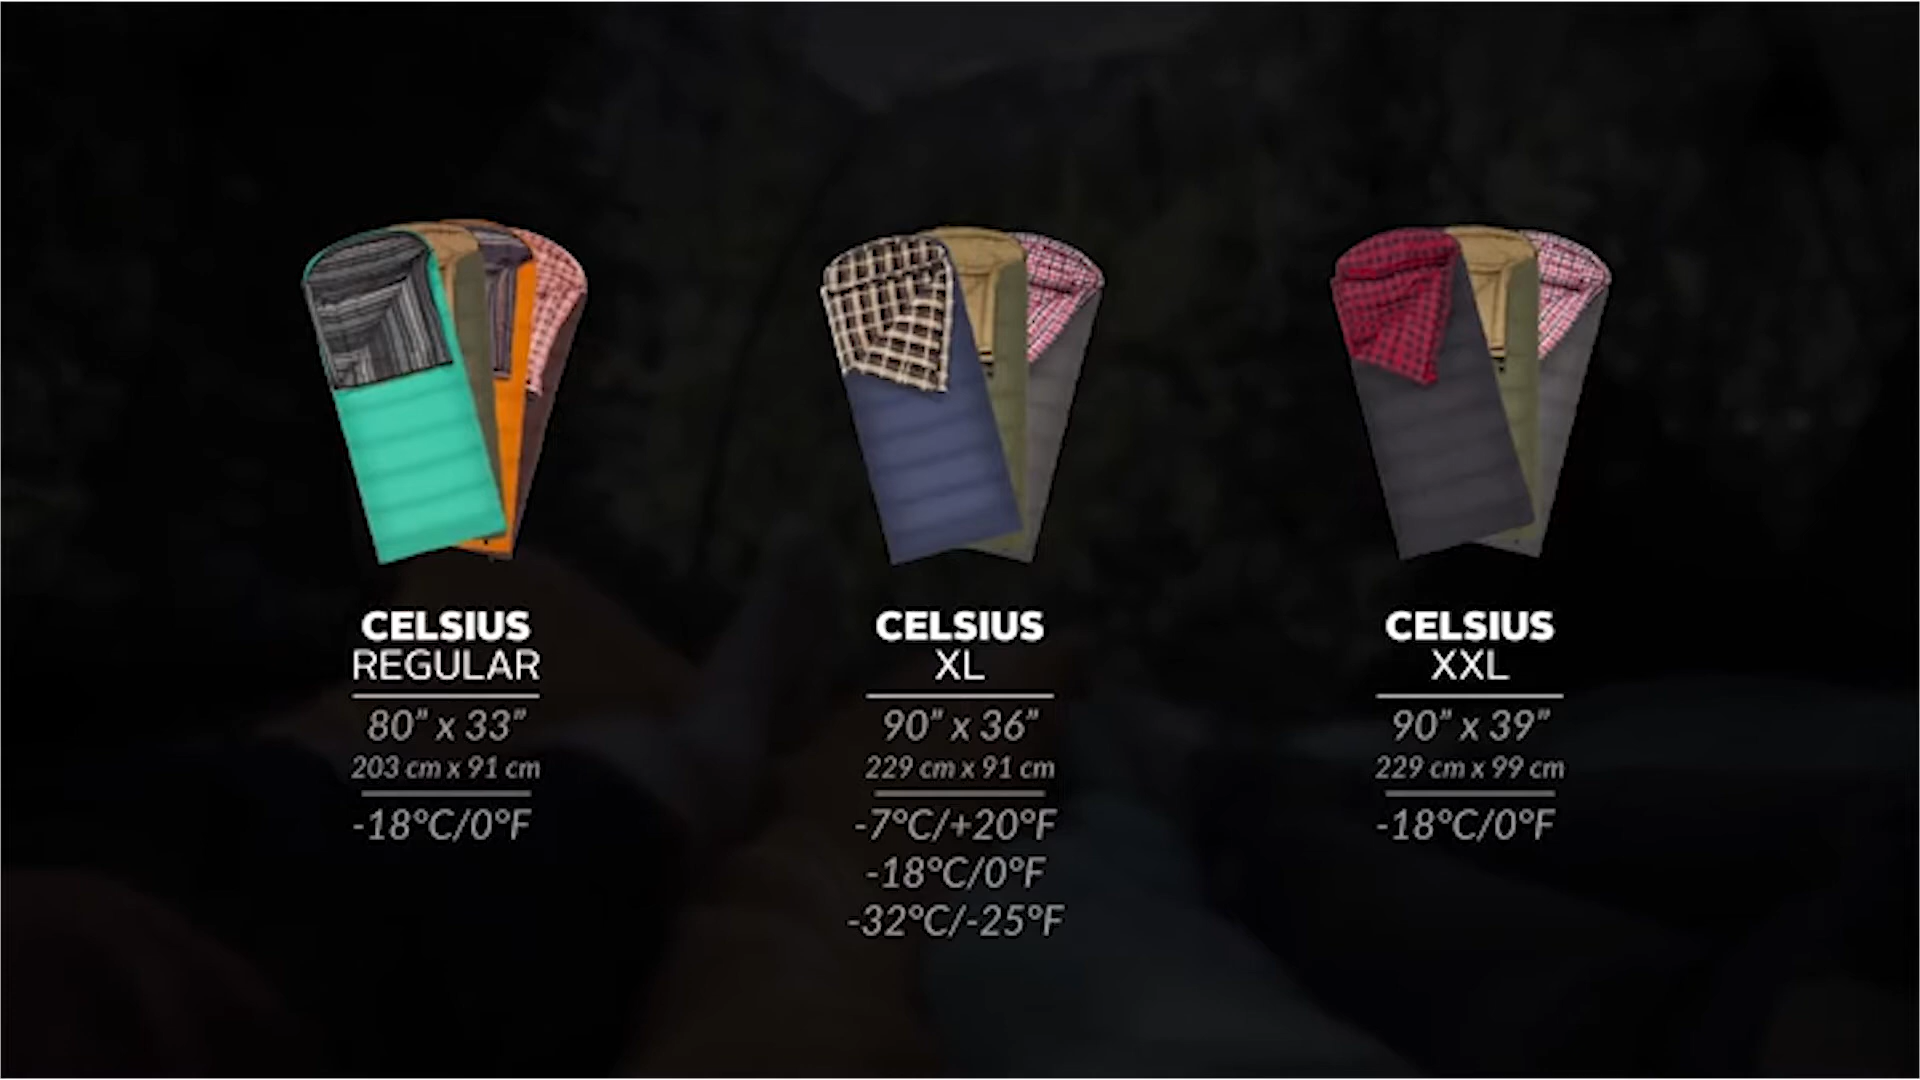 CELSIUS
REGULAR
80” x 33”
203 cm x 91 cm
-18°C/0°F
CELSIUS
XL
90” x 36”
229 cm x 91 cm
-7°C/+20°F
-18°C/0°F
-32°C/-25°F
CELSIUS
XXL
90” x 39”
229 cm x 99 cm
-18°C/0°F